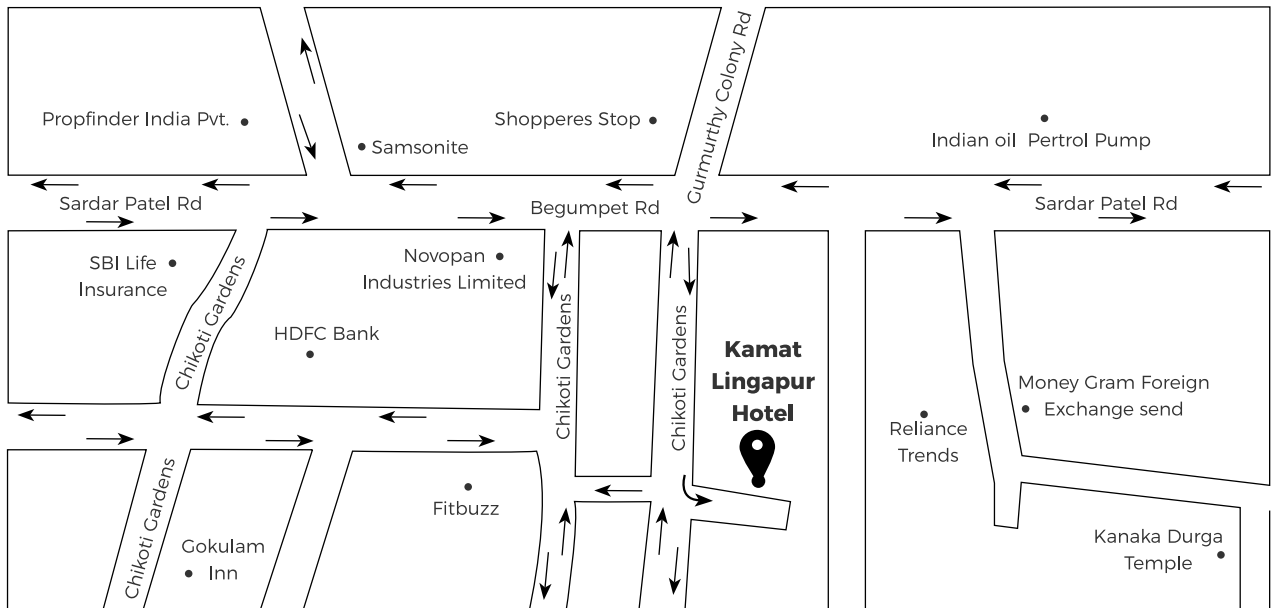 Gurmurthy Colony Rd
Propfinder India Pvt.
Samsonite
Shopperes Stop
Indian oil Pertrol Pump
Sardar Patel Rd
Begumpet Rd
Sardar Patel Rd
SBI Life
Insurance
Chikoti Gardens
Novopan
Industries Limited
HDFC Bank
Chikoti Gardens
Chikoti Gardens
Kamat
Lingapur
Hotel
Money Gram Foreign
Exchange send
Reliance
Trends
Chikoti Gardens
Gokulam
Inn
Fitbuzz
Kanaka Durga
Temple